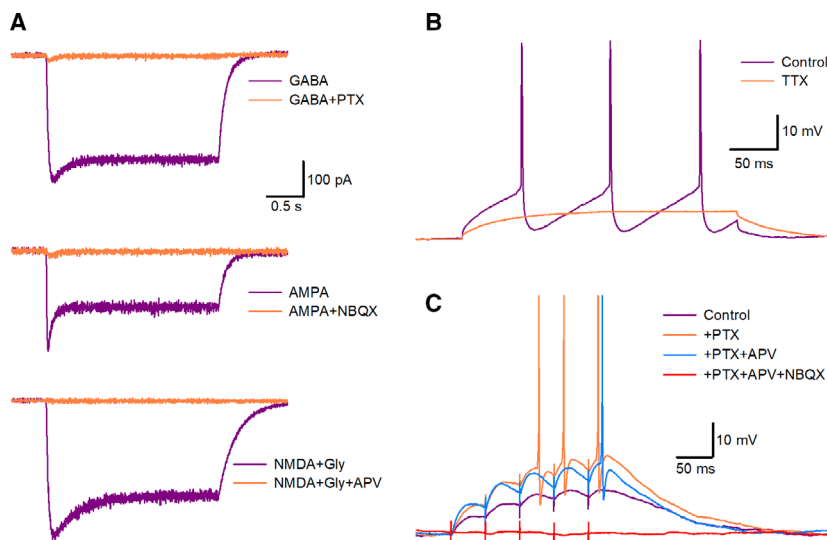 A
GABA
GABA+PTX
100 pA
0.5 s
AMPA
AMPA+NBQX
NMDA+Gly
NMDA+Gly+APV
B
Control
TTX
10 mV
50 ms
C
Control
+PTX
+PTX+APV
+PTX+APV+NBQX
10 mV
50 ms